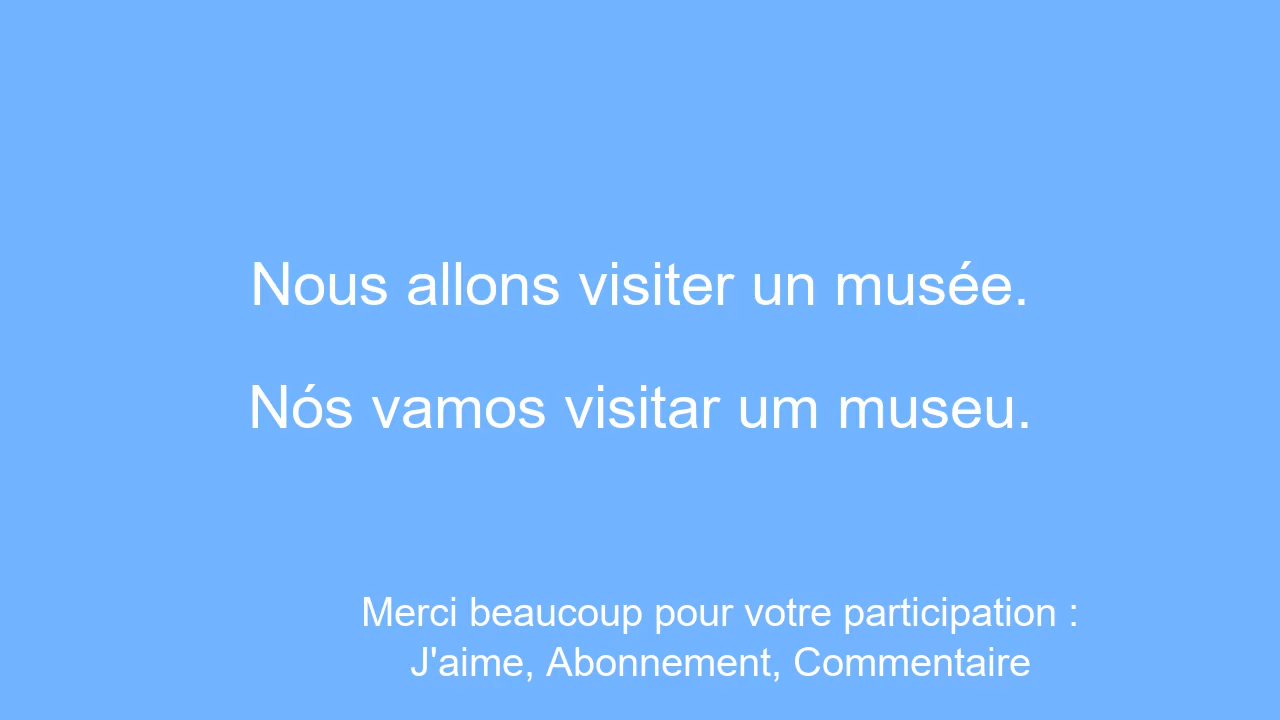 Nous allons visiter un musée.
Nós vamos visitar um museu.
Merci beaucoup pour votre participation :
J'aime, Abonnement, Commentaire